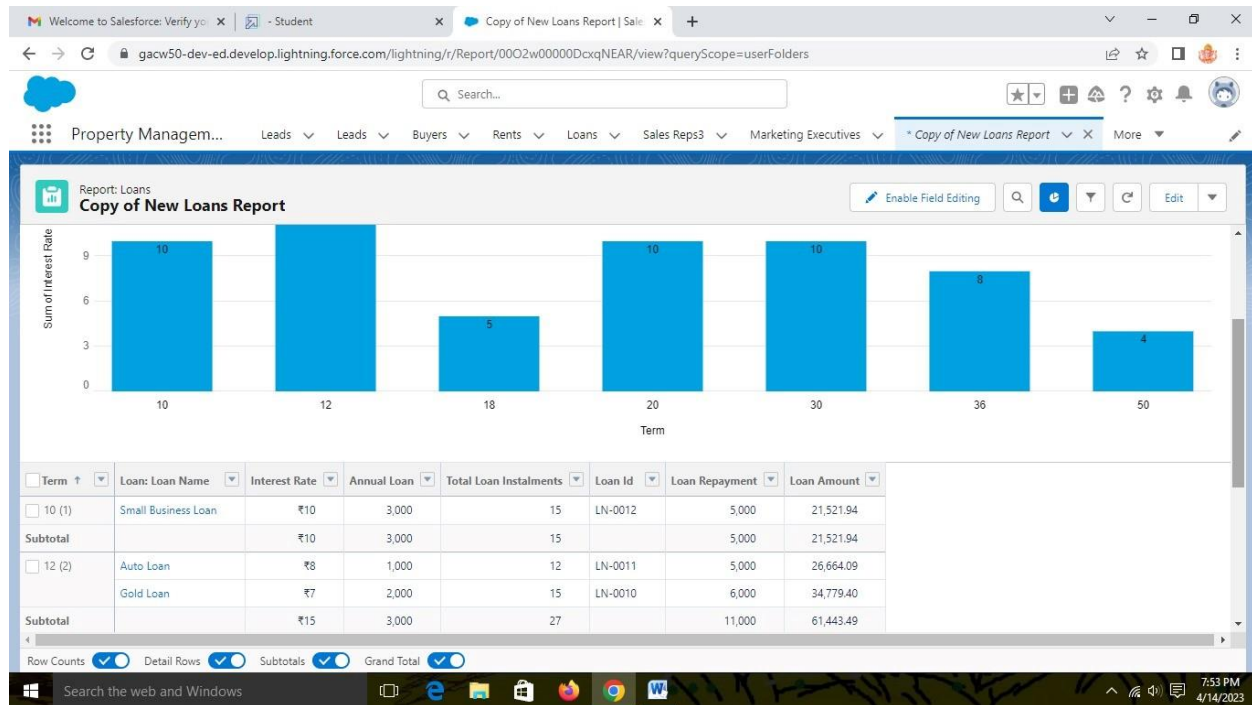 Welcome to Salesforce: Verify yo
- Student
Copy of New Loans Report | Sale
gacw50-dev-ed.develop.lightning.force.com/lightning/r/Report/00O2w00000DcxqNEAR/view?queryScope=userFolders
Search...
Property Managem... Leads Leads Buyers Rents Loans Sales Reps3 Marketing Executives * Copy of New Loans Report More
Report: Loans
Copy of New Loans Report
Enable Field Editing Edit
Sum of Interest Rate
9
6
3
0
10 5 10 10 8 4
10 12 18 20 30 36 50
Term
Term ↑ Loan: Loan Name Interest Rate Annual Loan Total Loan Instalments Loan Id Loan Repayment Loan Amount
10 (1) Small Business Loan ₹10 3,000 15 LN-0012 5,000 21,521.94
Subtotal ₹10 3,000 15 5,000 21,521.94
12 (2) Auto Loan ₹8 1,000 12 LN-0011 5,000 26,664.09
Gold Loan ₹7 2,000 15 LN-0010 6,000 34,779.40
Subtotal ₹15 3,000 27 11,000 61,443.49
Row Counts Detail Rows Subtotals Grand Total
Search the web and Windows
7:53 PM
4/14/2023